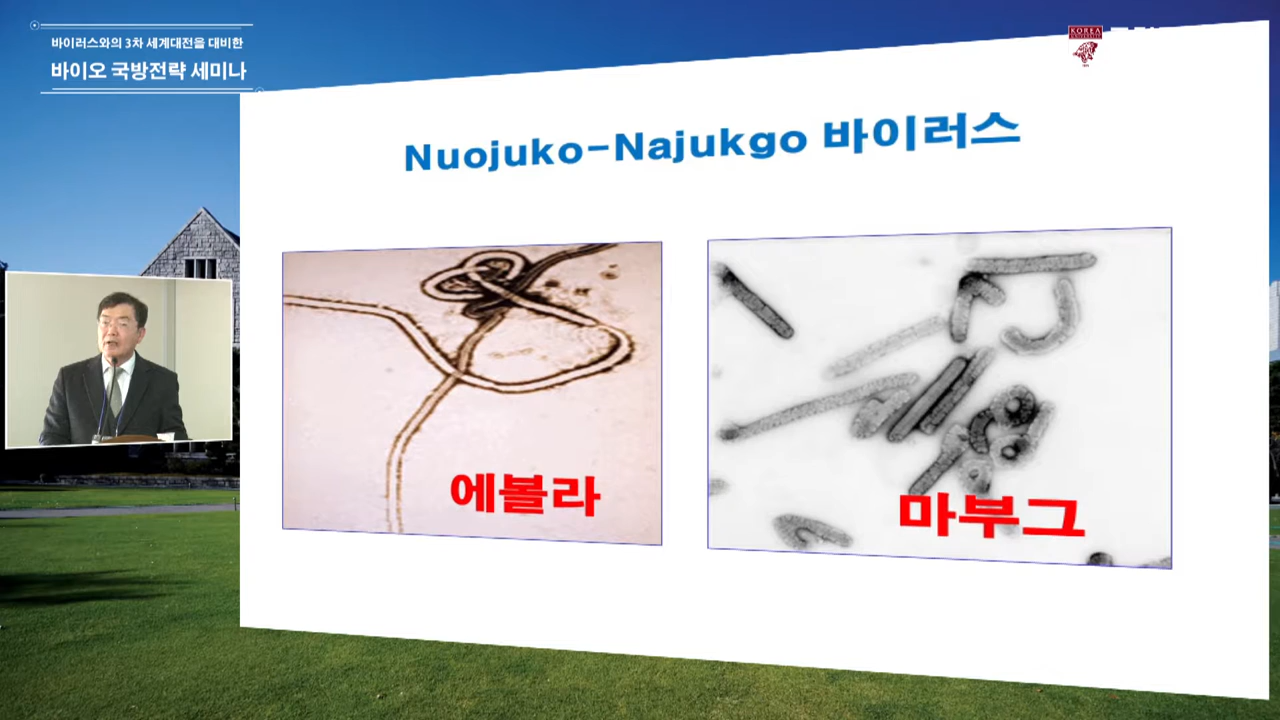 바이러스와의 3차 세계대전을 대비한
바이오 국방전략 세미나
KOREA
UNIVERSITY
Nuojuko-Najukgo 바이러스
에볼라
마부그